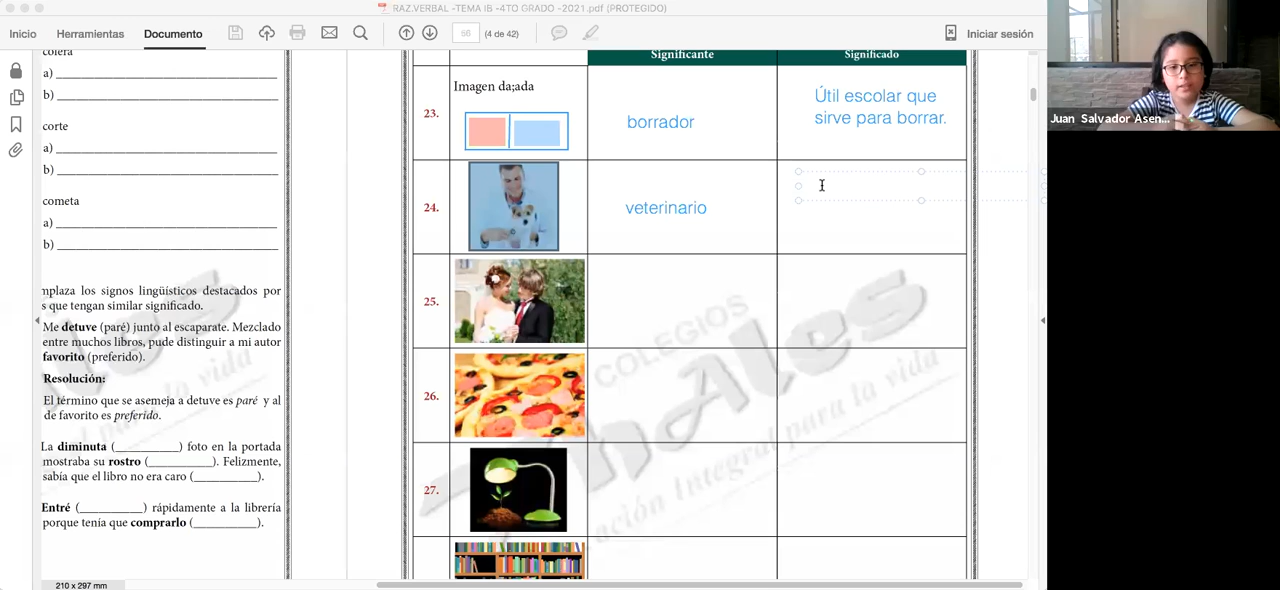 RAZ.VERBAL -TEMA IB -4TO GRADO -2021.pdf (PROTEGIDO)
Inicio Herramientas Documento
56 (4 de 42)
Iniciar sesión
cólera
a)
b)
corte
a)
b)
cometa
a)
b)
mplaza los signos lingüísticos destacados por
s que tengan similar significado.
Me detuve (paré) junto al escaparate. Mezclado
entre muchos libros, pude distinguir a mi autor
favorito (preferido).
Resolución:
El término que se asemeja a detuve es paré y al
de favorito es preferido.
La diminuta (__________) foto en la portada
mostraba su rostro (__________). Felizmente,
sabía que el libro no era caro (__________).
Entré (__________) rápidamente a la librería
porque tenía que comprarlo (__________).
Significante Significado
23. Imagen da;ada borrador Útil escolar que
sirve para borrar.
24. veterinario
25.
26.
27.
COLEGIOS
ThAles
ación Integral para la vida
210 x 297 mm
Juan Salvador Asen...